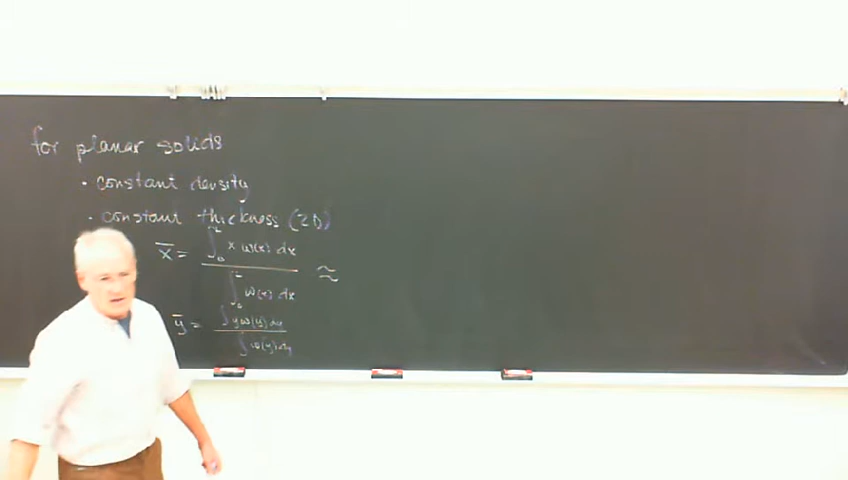 for planar solids
• constant density
• constant thickness (2D)
x̄ = ∫₀ᴸ x w(x) dx / ∫₀ᴸ w(x) dx ≈
ȳ = ∫ y w(y) dy / ∫ w(y) dy